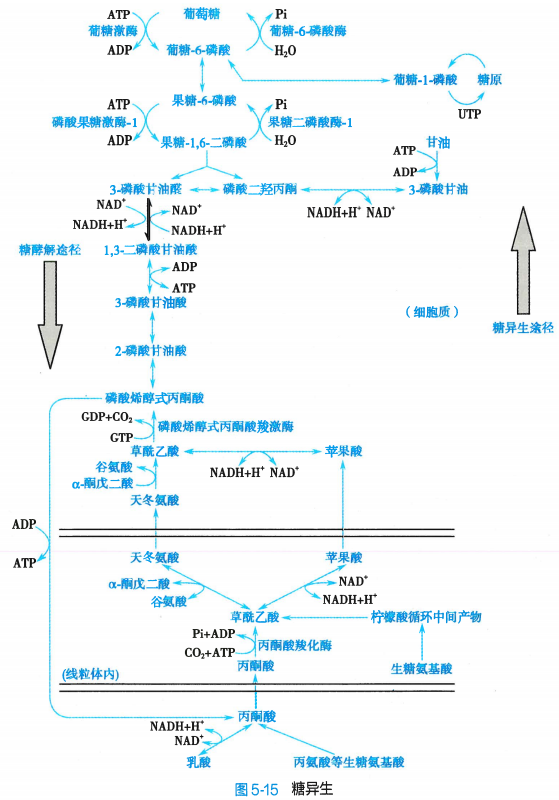 ATP 葡萄糖 Pi
葡糖激酶 葡糖-6-磷酸酶
ADP 葡糖-6-磷酸 H₂O
葡糖-1-磷酸 糖原
UTP
ATP 果糖-6-磷酸 Pi
磷酸果糖激酶-1 果糖二磷酸酶-1
ADP 果糖-1,6-二磷酸 H₂O
甘油
ATP
ADP
3-磷酸甘油醛 磷酸二羟丙酮 3-磷酸甘油
NAD⁺ NAD⁺ NADH+H⁺ NAD⁺
NADH+H⁺ NADH+H⁺
糖酵解途径 1,3-二磷酸甘油酸
ADP
ATP
3-磷酸甘油酸 (细胞质)
糖异生途径
2-磷酸甘油酸
磷酸烯醇式丙酮酸
GDP+CO₂ 磷酸烯醇式丙酮酸羧激酶
GTP
草酰乙酸 苹果酸
谷氨酸 NADH+H⁺ NAD⁺
α-酮戊二酸
天冬氨酸
ADP
ATP
天冬氨酸 苹果酸
α-酮戊二酸 NAD⁺
谷氨酸 NADH+H⁺
草酰乙酸 柠檬酸循环中间产物
Pi+ADP 丙酮酸羧化酶
CO₂+ATP
丙酮酸 生糖氨基酸
(线粒体内)
丙酮酸
NADH+H⁺
NAD⁺
乳酸 丙氨酸等生糖氨基酸
图5-15 糖异生